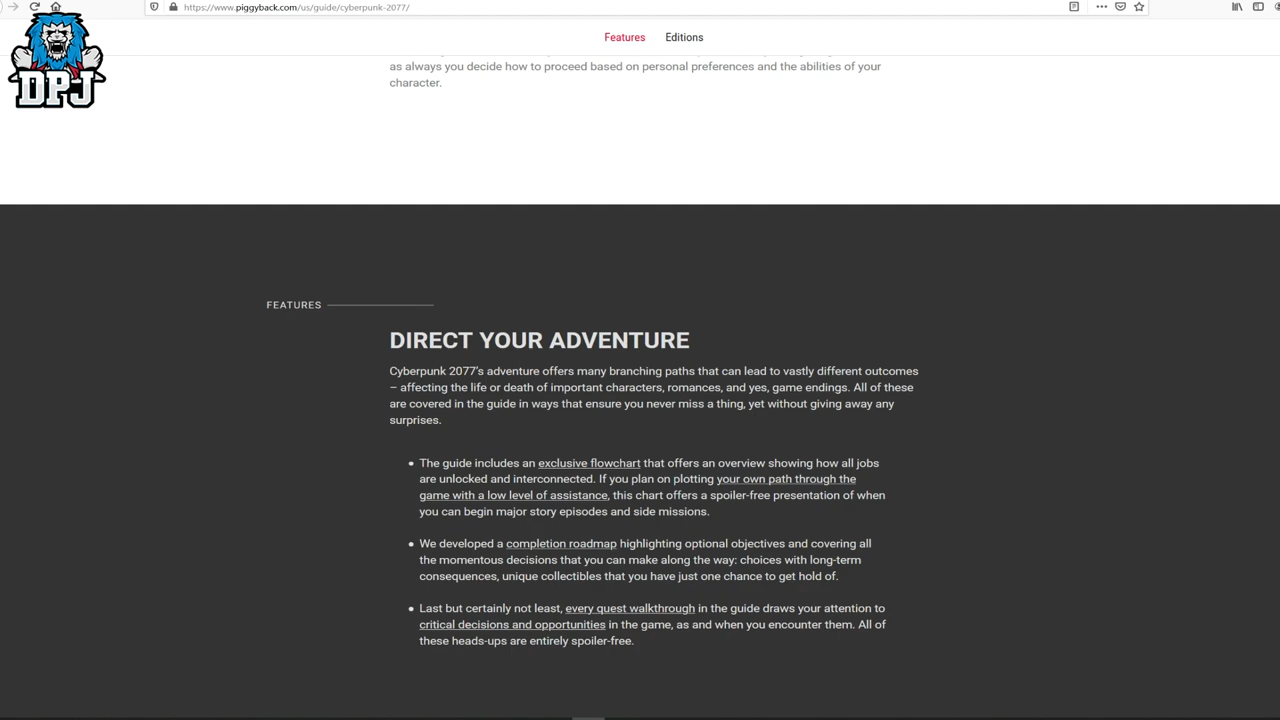 https://www.piggyback.com/us/guide/cyberpunk-2077/
DPJ
Features Editions
as always you decide how to proceed based on personal preferences and the abilities of your
character.
FEATURES
DIRECT YOUR ADVENTURE
Cyberpunk 2077's adventure offers many branching paths that can lead to vastly different outcomes
– affecting the life or death of important characters, romances, and yes, game endings. All of these
are covered in the guide in ways that ensure you never miss a thing, yet without giving away any
surprises.
• The guide includes an exclusive flowchart that offers an overview showing how all jobs
are unlocked and interconnected. If you plan on plotting your own path through the
game with a low level of assistance, this chart offers a spoiler-free presentation of when
you can begin major story episodes and side missions.
• We developed a completion roadmap highlighting optional objectives and covering all
the momentous decisions that you can make along the way: choices with long-term
consequences, unique collectibles that you have just one chance to get hold of.
• Last but certainly not least, every quest walkthrough in the guide draws your attention to
critical decisions and opportunities in the game, as and when you encounter them. All of
these heads-ups are entirely spoiler-free.